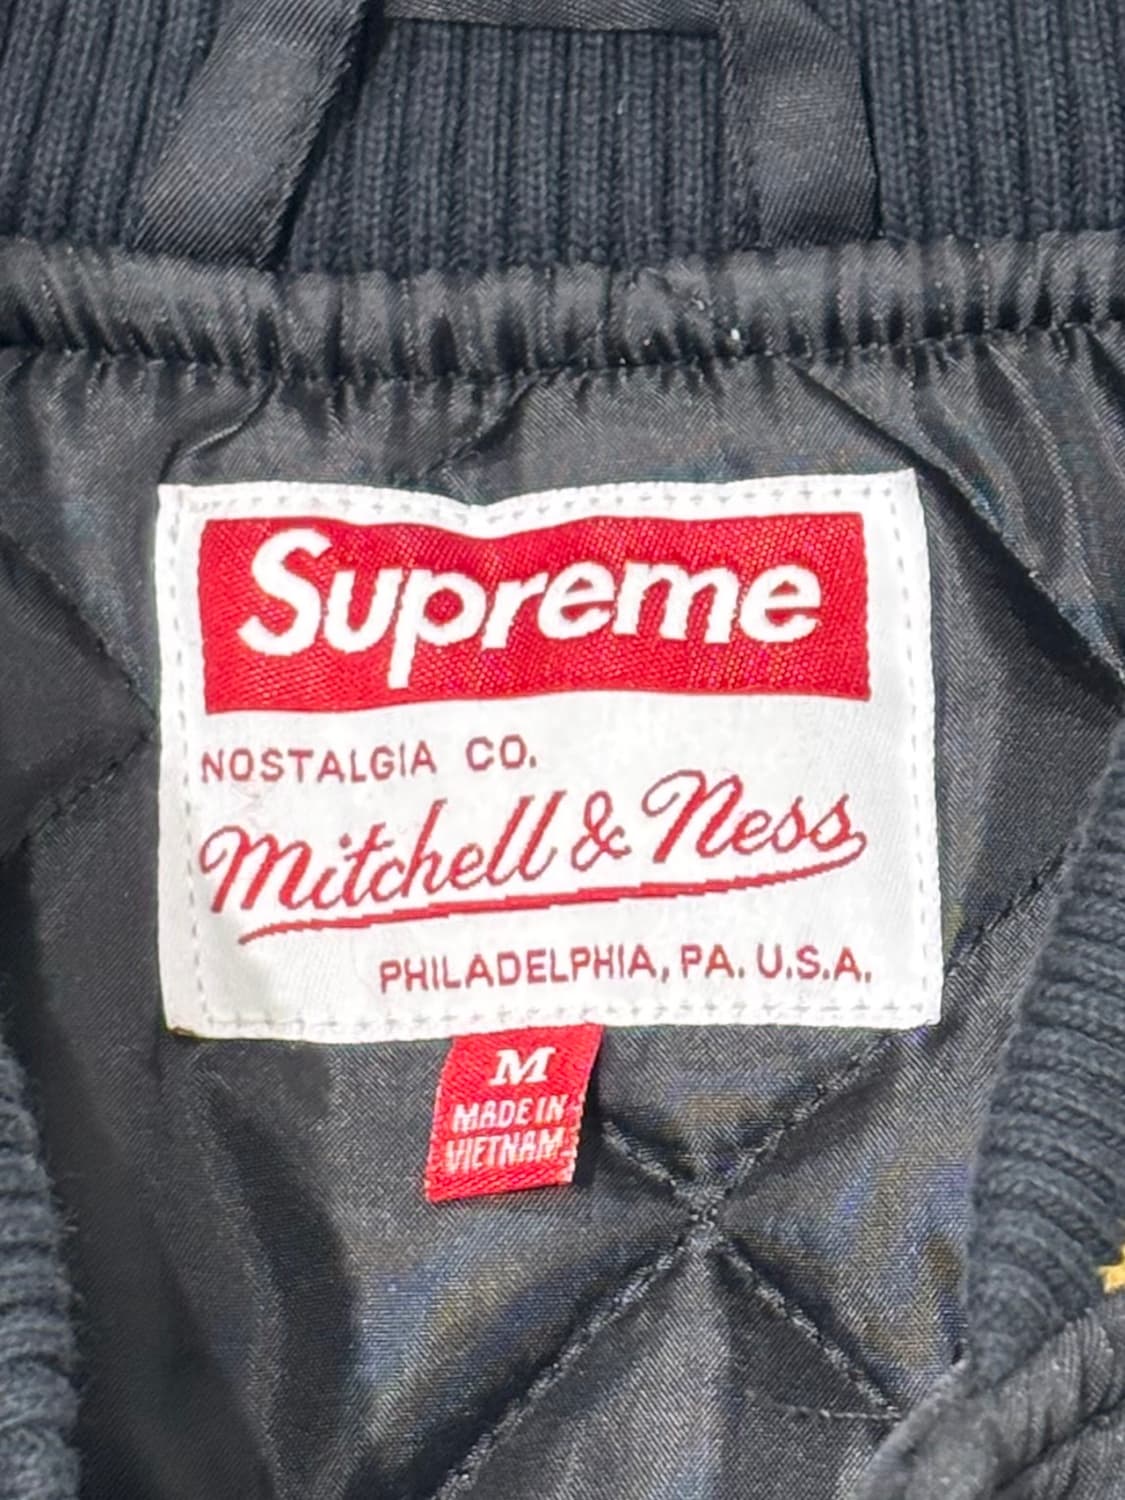 Supreme
NOSTALGIA CO.
Mitchell & Ness
PHILADELPHIA, PA. U.S.A.
M
MADE IN
VIETNAM